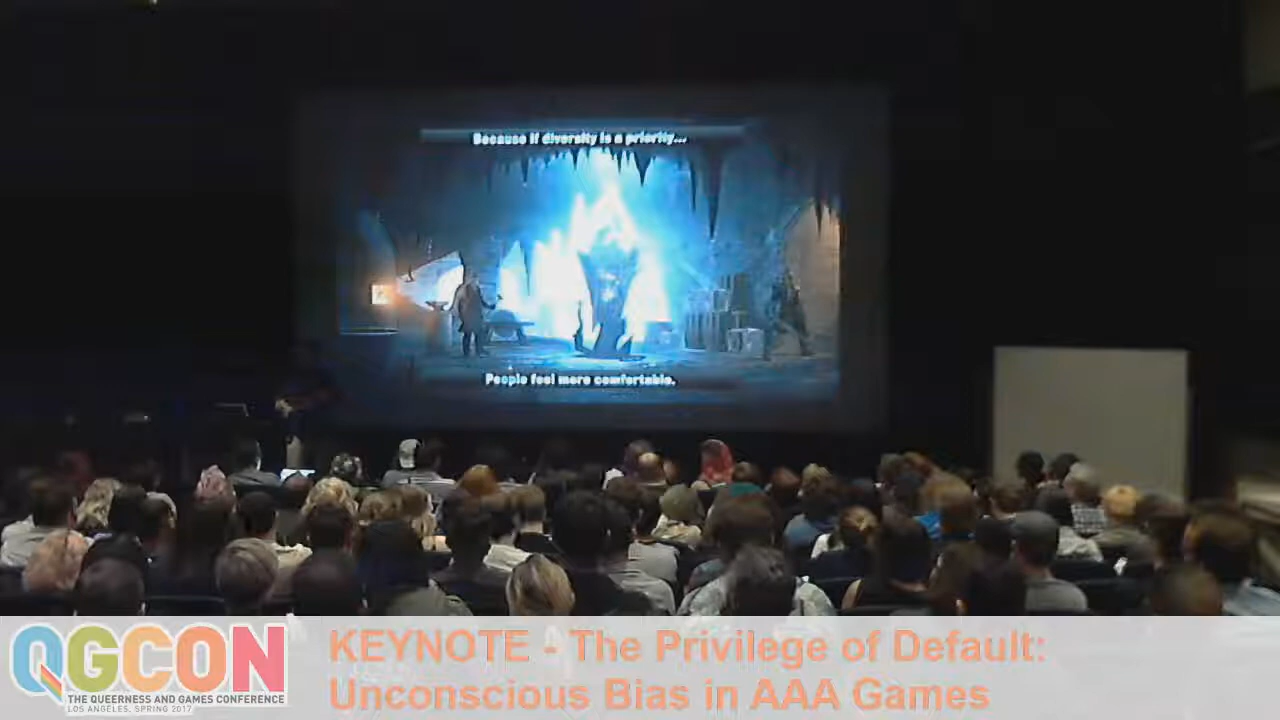 Because if diversity is a priority...
People feel more comfortable.
QGCON
THE QUEERNESS AND GAMES CONFERENCE
LOS ANGELES, SPRING 2017
KEYNOTE - The Privilege of Default:
Unconscious Bias in AAA Games